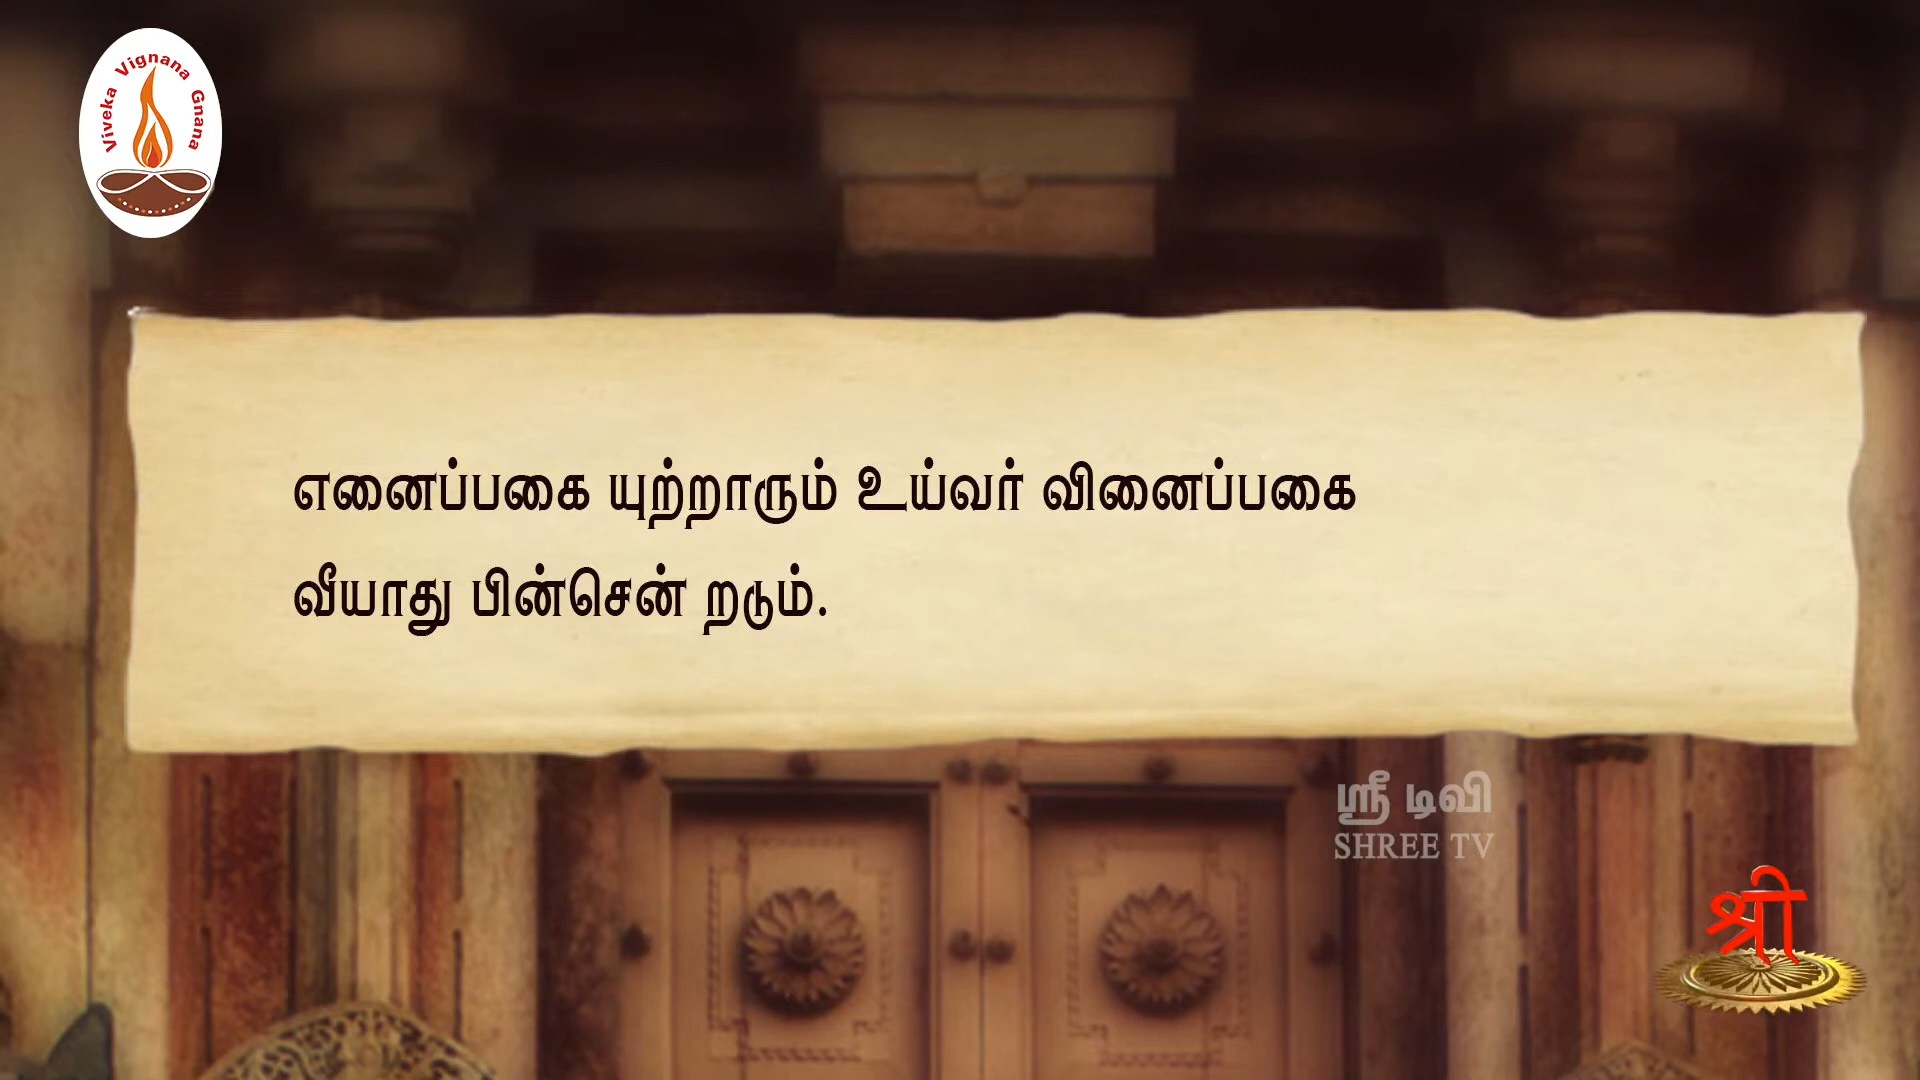 Viveka Vignana Gnana
எனைப்பகை யுற்றாரும் உய்வர் வினைப்பகை
வீயாது பின்சென் றடும்.
ஸ்ரீ டிவி
SHREE TV
श्री